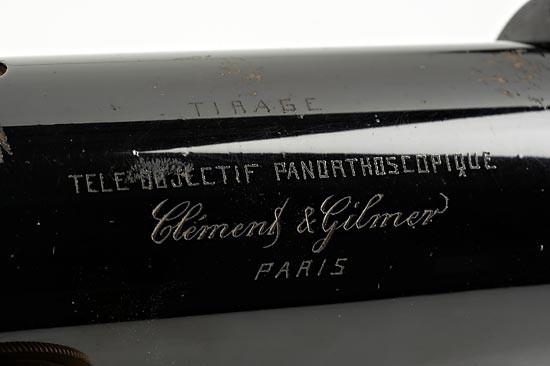 TIRAGE
TELE-OBJECTIF PANORTHOSCOPIQUE
Clément & Gilmer
PARIS